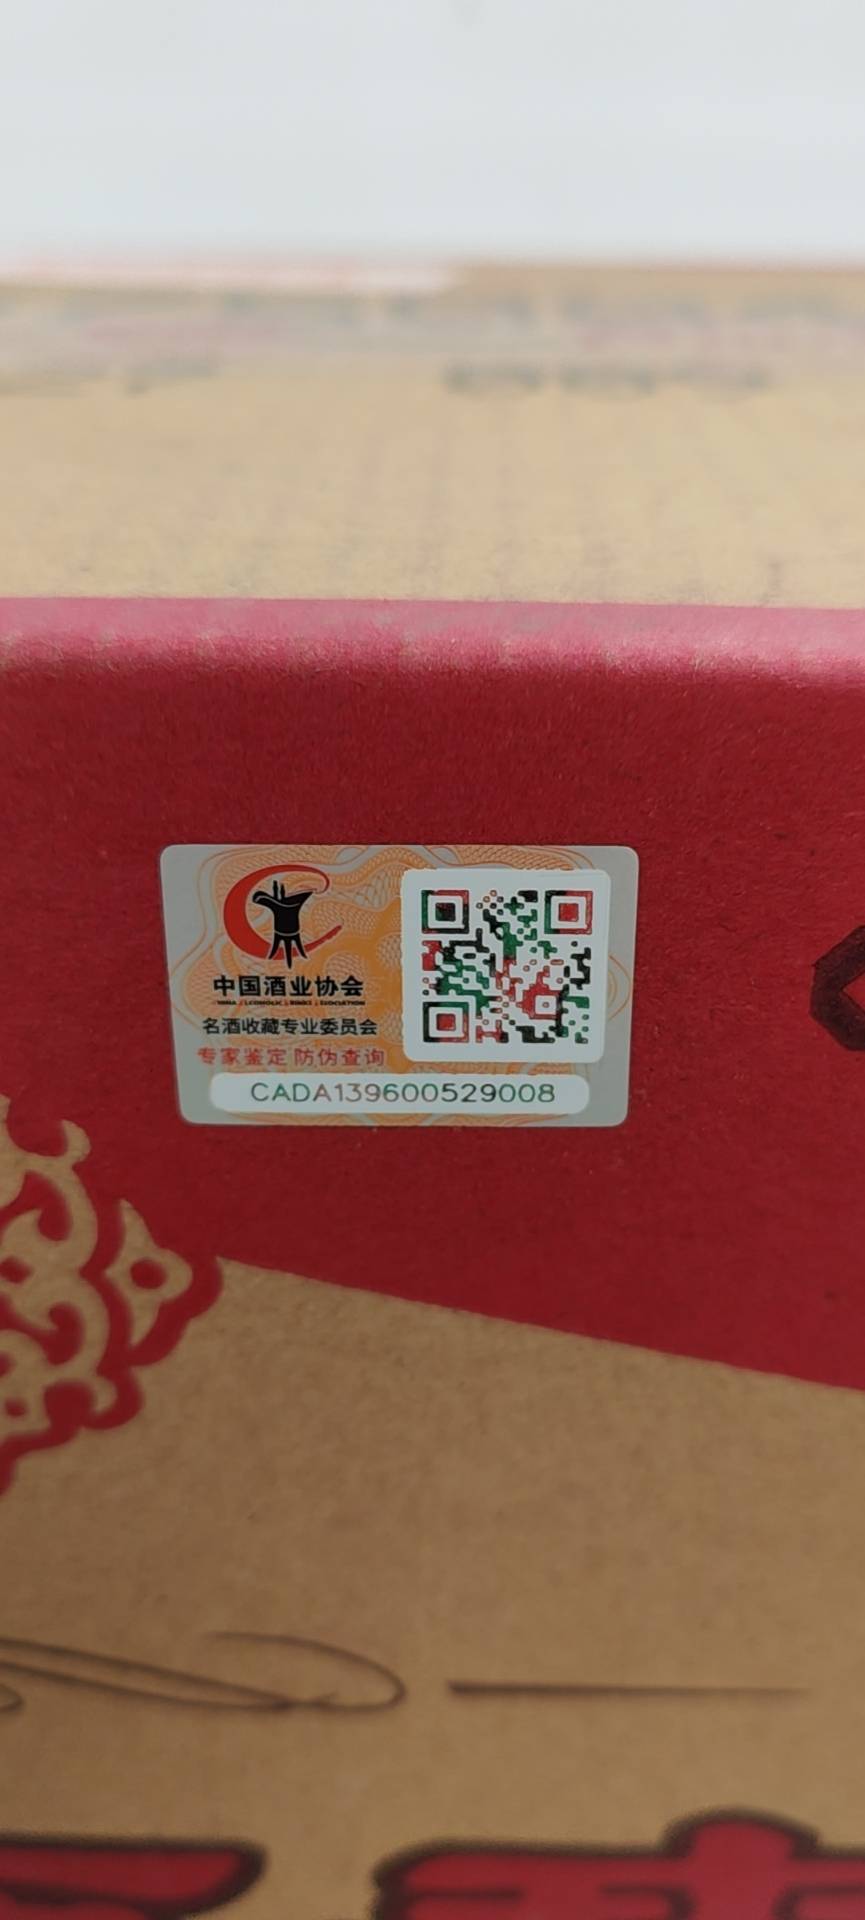 中国酒业协会
名酒收藏专业委员会
专家鉴定 防伪查询
CADA139600529008